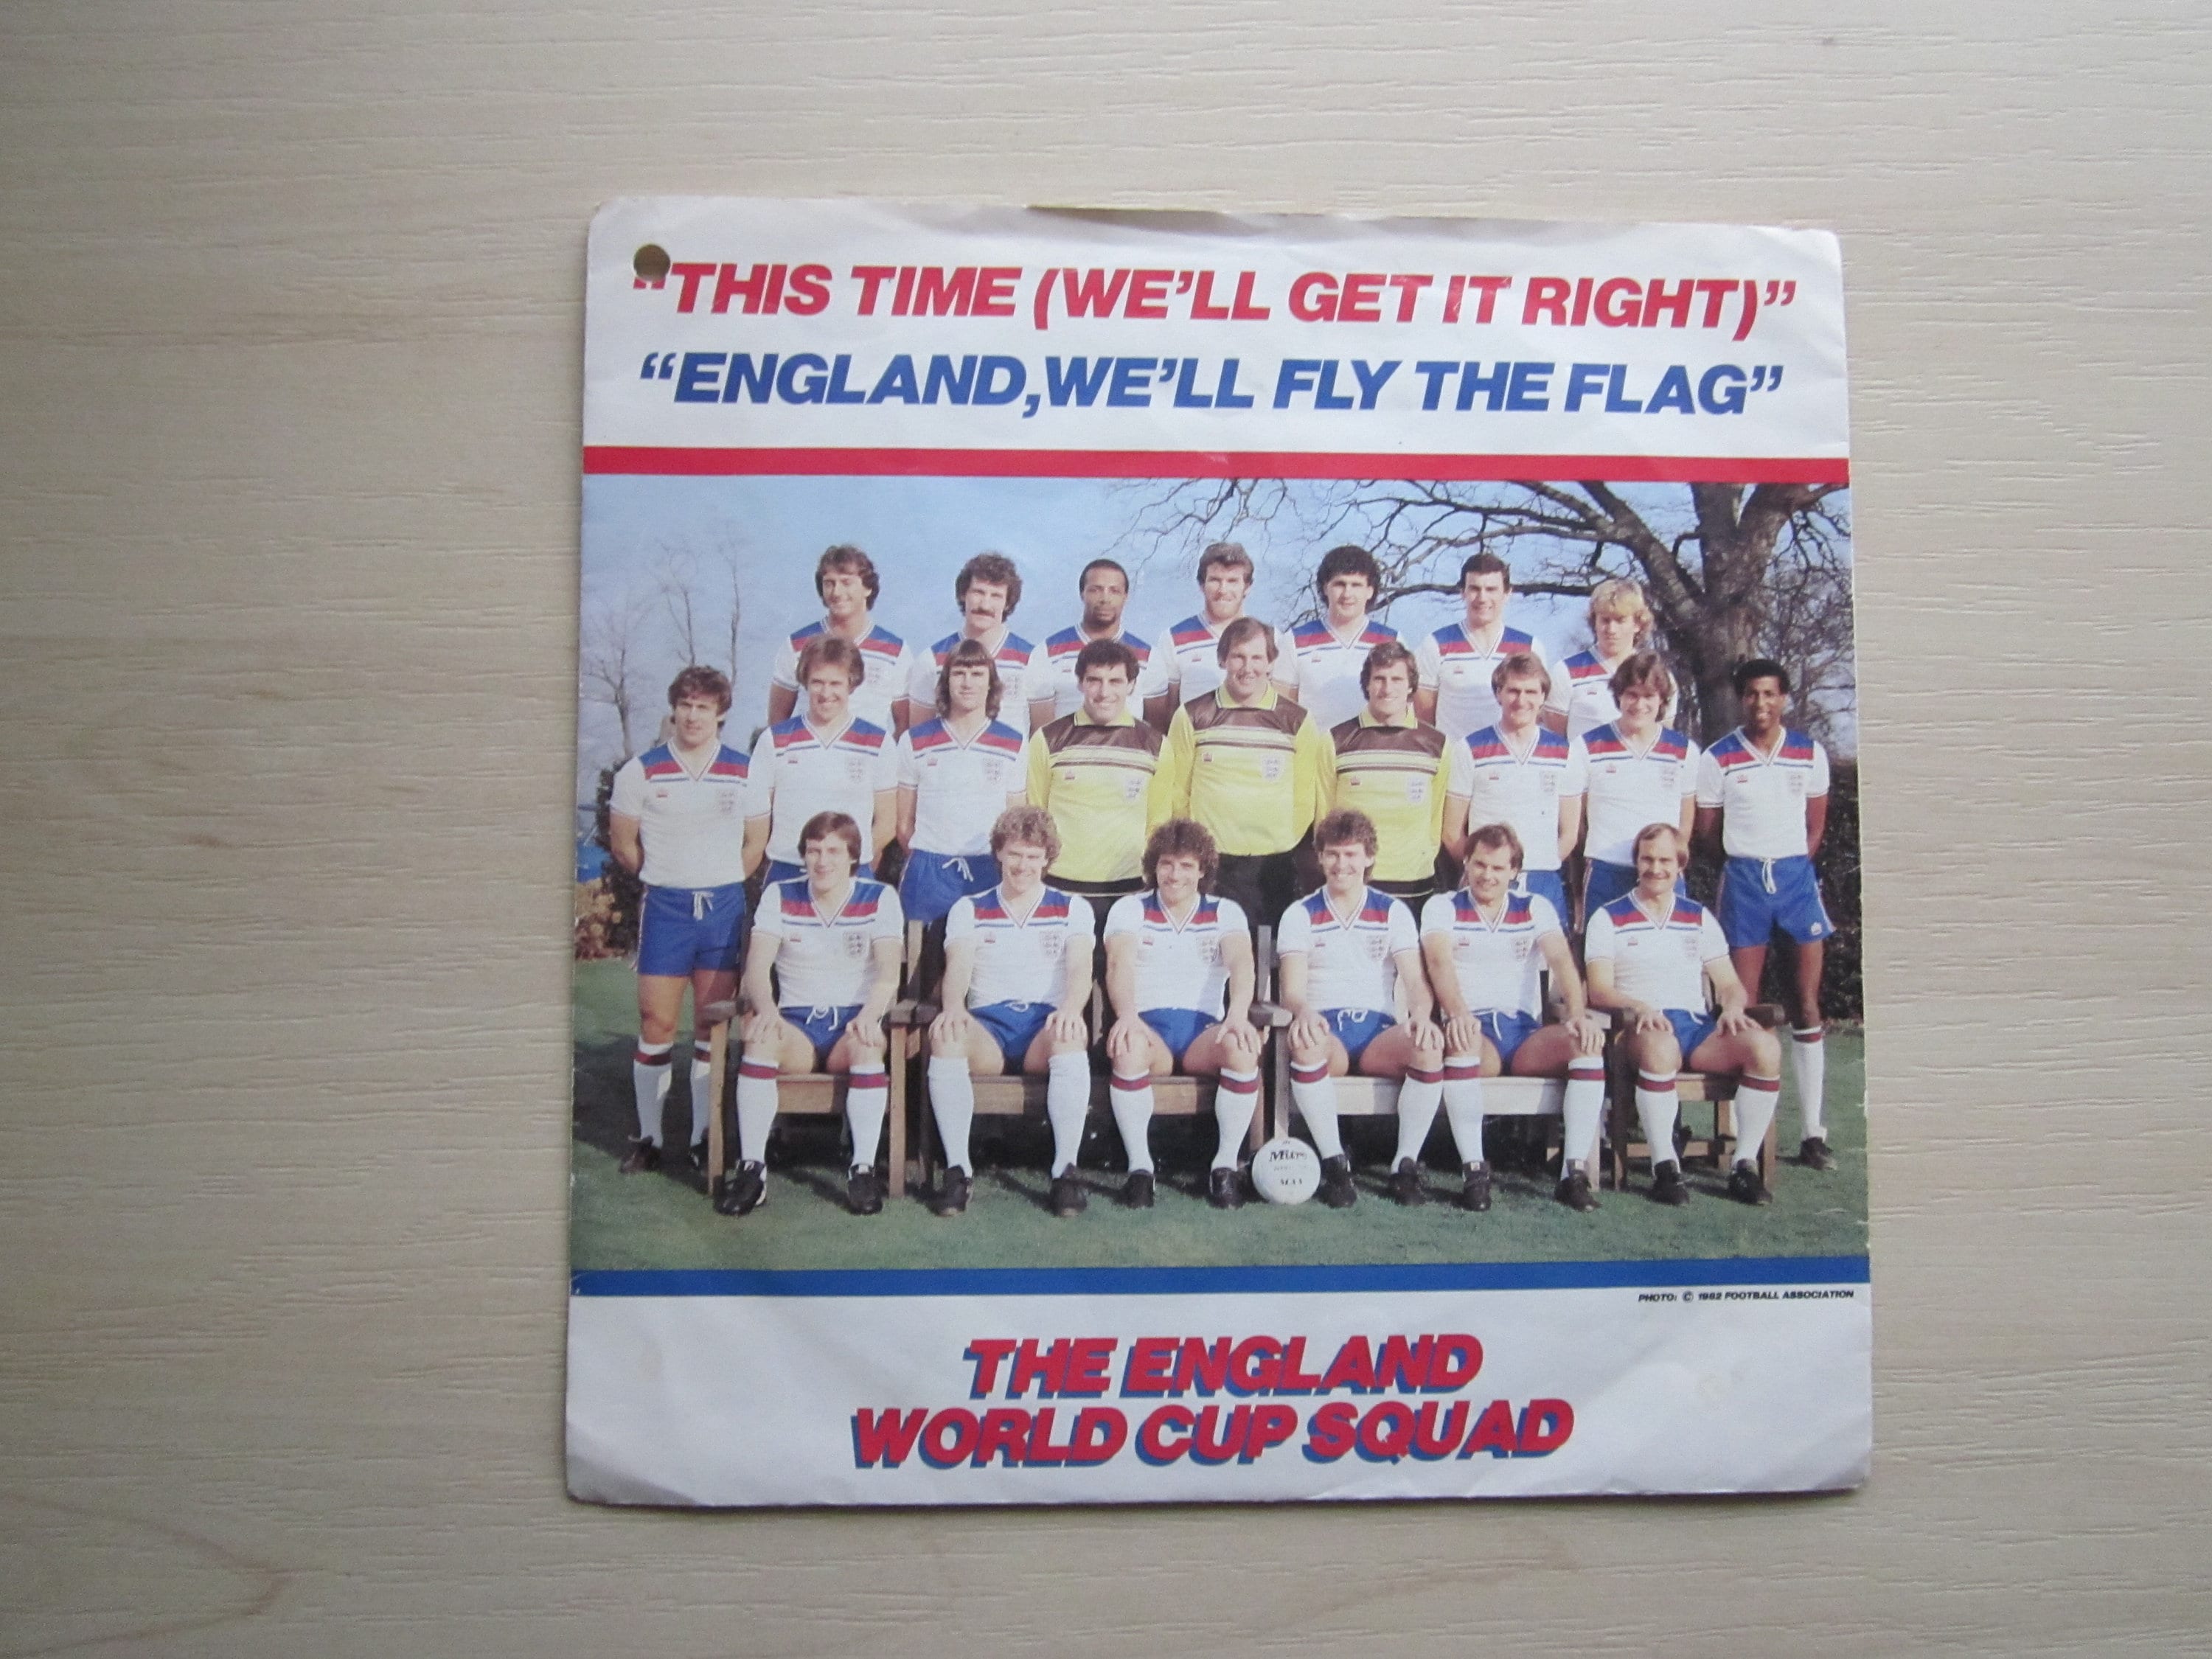 "THIS TIME (WE'LL GET IT RIGHT)"
"ENGLAND, WE'LL FLY THE FLAG"
PHOTO: © 1982 FOOTBALL ASSOCIATION
THE ENGLAND
WORLD CUP SQUAD